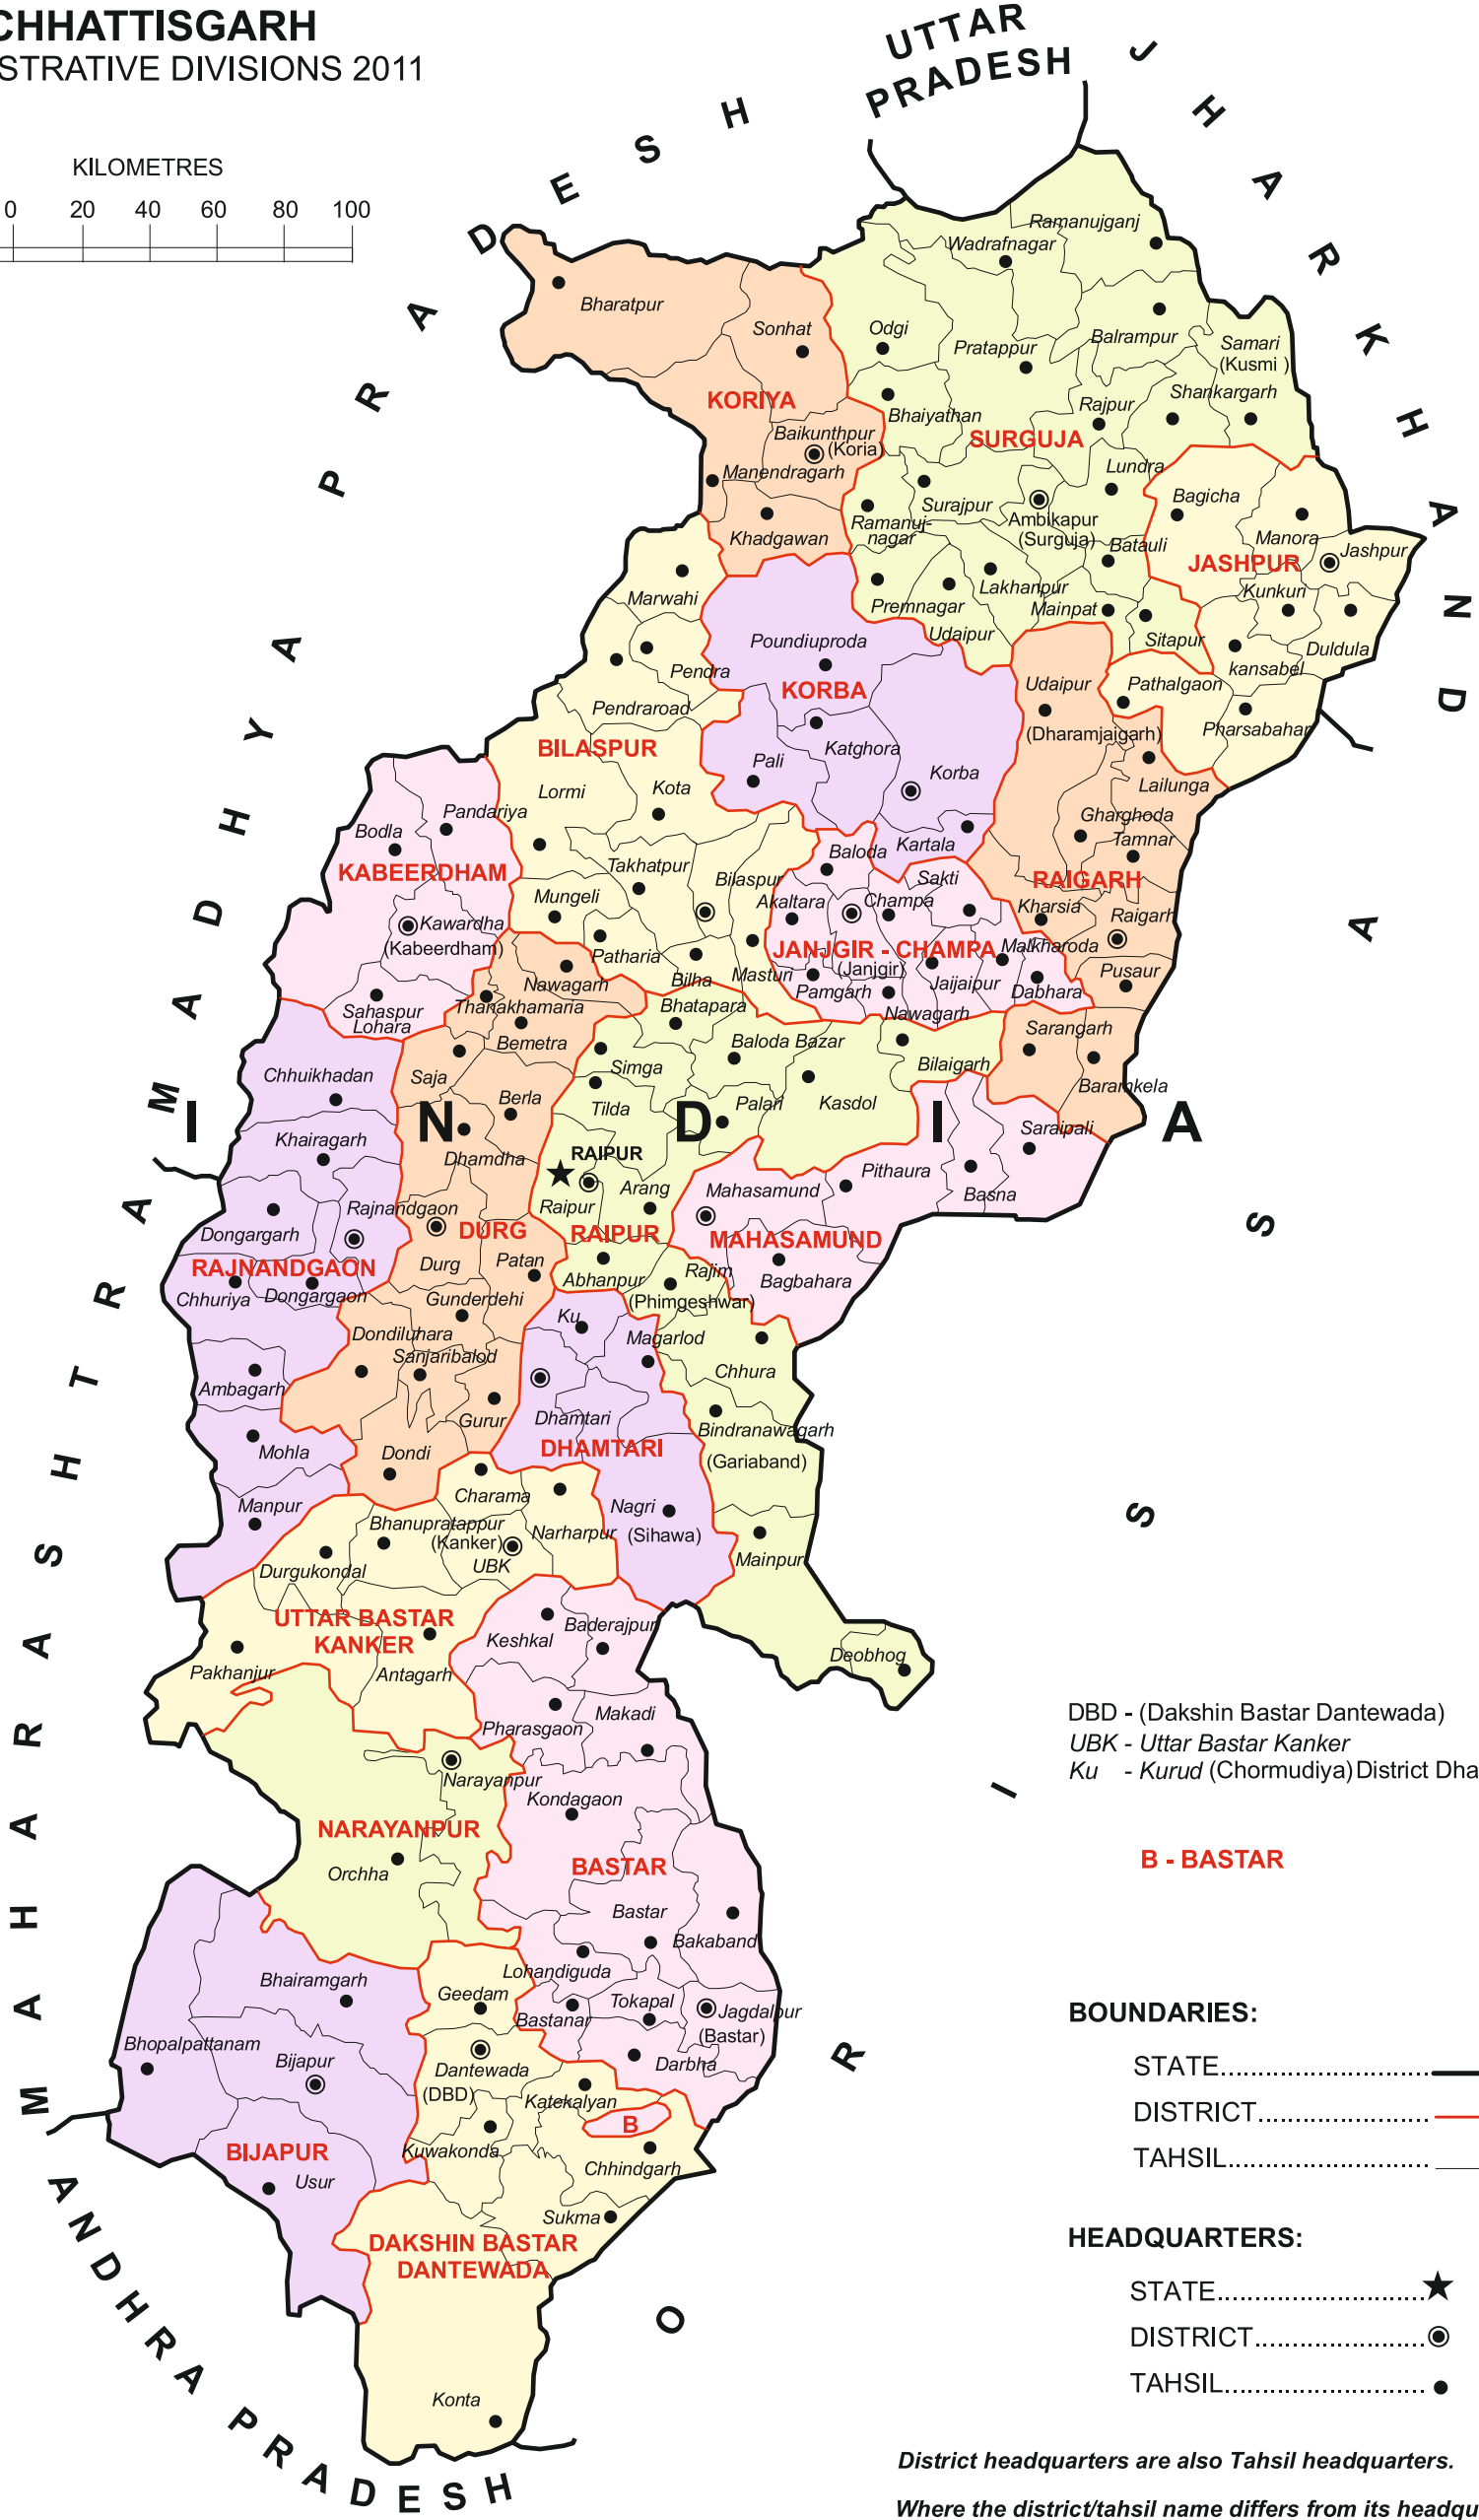 CHHATTISGARH
STRATIVE DIVISIONS 2011
KILOMETRES
0 20 40 60 80 100
UTTAR
PRADESH
JHARKHAND
MADHYA PRADESH
MAHARASHTRA
ANDHRA PRADESH
ORISSA
INDIA
Ramanujganj
Wadrafnagar
Bharatpur
Sonhat
Odgi
Pratappur
Balrampur
Samari
(Kusmi )
Shankargarh
KORIYA
Bhaiyathan
Rajpur
SURGUJA
Baikunthpur
(Koria)
Manendragarh
Lundra
Surajpur
Bagicha
Ramanuj-
nagar
Ambikapur
(Surguja)
Khadgawan
Batauli
Manora
Jashpur
JASHPUR
Lakhanpur
Kunkuri
Marwahi
Premnagar
Mainpat
Sitapur
Duldula
Poundiuproda
Udaipur
kansabel
Pendra
KORBA
Udaipur
(Dharamjaigarh)
Pathalgaon
Pendraroad
Pharsabahar
BILASPUR
Katghora
Pali
Korba
Lailunga
Lormi
Kota
Pandariya
Gharghoda
Bodla
Tamnar
Baloda
Kartala
KABEERDHAM
Takhatpur
Bilaspur
Sakti
RAIGARH
Mungeli
Akaltara
Champa
Kharsia
Raigarh
Kawardha
(Kabeerdham)
Patharia
JANJGIR - CHAMPA
(Janjgir)
Malkharoda
Bilha
Masturi
Pamgarh
Jaijaipur
Dabhara
Pusaur
Nawagarh
Sahaspur
Lohara
Thanakhamaria
Bhatapara
Nawagarh
Bemetra
Baloda Bazar
Bilaigarh
Sarangarh
Chhuikhadan
Saja
Simga
Baramkela
Berla
Tilda
Palari
Kasdol
Khairagarh
Saraipali
Dhamdha
RAIPUR
Pithaura
Basna
Rajnandgaon
Raipur
Arang
Mahasamund
Dongargarh
DURG
RAIPUR
MAHASAMUND
RAJNANDGAON
Durg
Patan
Abhanpur
Rajim
(Phimgeshwar)
Bagbahara
Chhuriya
Dongargaon
Gunderdehi
Ku
Dondiluhara
Magarlod
Sanjaribalod
Chhura
Ambagarh
Gurur
Dhamtari
Bindranawagarh
(Gariaband)
Mohla
Dondi
DHAMTARI
Manpur
Charama
Nagri
(Sihawa)
Bhanupratappur
(Kanker)
UBK
Narharpur
Mainpur
Durgukondal
UTTAR BASTAR
KANKER
Keshkal
Baderajpur
Deobhog
Pakhanjur
Antagarh
Pharasgaon
Makadi
DBD - (Dakshin Bastar Dantewada)
UBK - Uttar Bastar Kanker
Ku - Kurud (Chormudiya) District Dha
Narayanpur
Kondagaon
NARAYANPUR
BASTAR
B - BASTAR
Orchha
Bastar
Bakaband
Lohandiguda
Bhairamgarh
Geedam
Bastanar
Tokapal
Jagdalpur
(Bastar)
Bhopalpattanam
Bijapur
Dantewada
(DBD)
Darbha
Katekalyan
B
BIJAPUR
Kuwakonda
Chhindgarh
Usur
Sukma
DAKSHIN BASTAR
DANTEWADA
Konta
BOUNDARIES:
STATE
DISTRICT
TAHSIL
HEADQUARTERS:
STATE
DISTRICT
TAHSIL
District headquarters are also Tahsil headquarters.
Where the district/tahsil name differs from its headqu